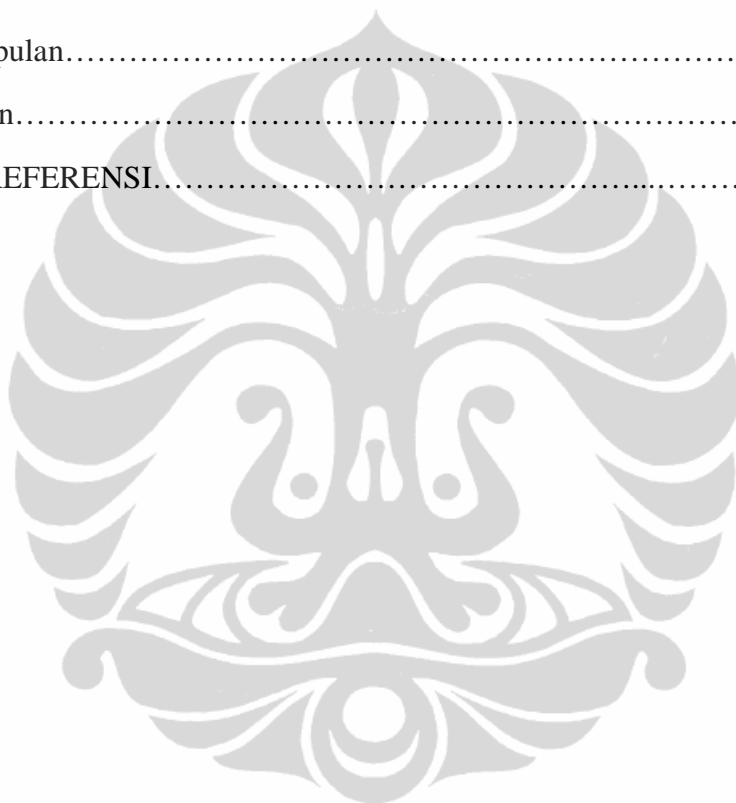 pulan……………………………………………………………………
n…………………………………………………………………………
EFERENSI………………………………………...………